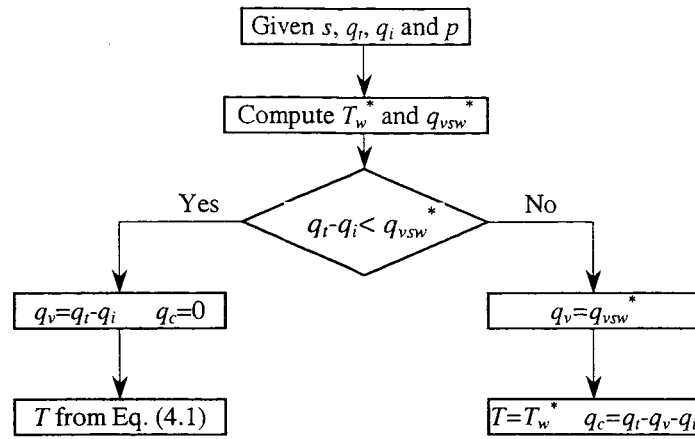 Given s, q_t, q_i and p
Compute T_w^* and q_vsw^*
Yes
No
q_t-q_i< q_vsw^*
q_v=q_t-q_i q_c=0
q_v=q_vsw^*
T from Eq. (4.1)
T=T_w^* q_c=q_t-q_v-q_i